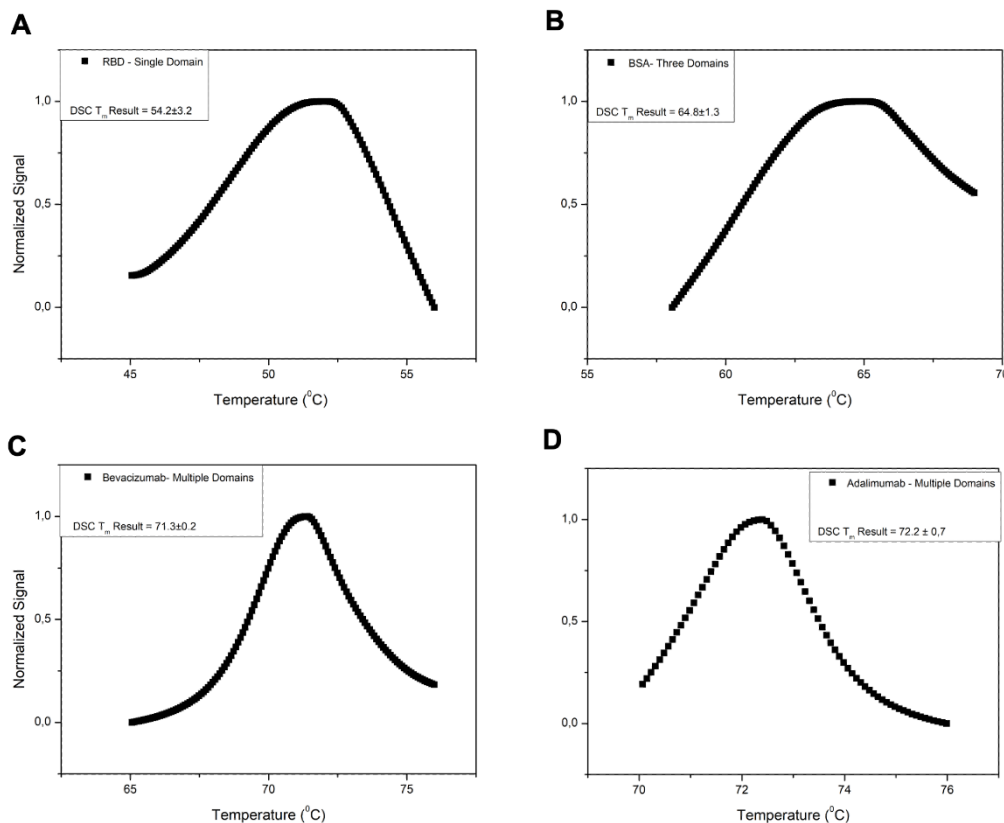 A
RBD - Single Domain
DSC Tm Result = 54.2±3.2
1,0
0,5
0,0
Normalized Signal
45 50 55
Temperature (⁰C)
B
BSA- Three Domains
DSC Tm Result = 64.8±1.3
1,0
0,5
0,0
55 60 65 70
Temperature (⁰C)
C
Bevacizumab- Multiple Domains
DSC Tm Result = 71.3±0.2
1,0
0,5
0,0
Normalized Signal
65 70 75
Temperature (⁰C)
D
Adalimumab - Multiple Domains
DSC Tm Result = 72.2 ± 0,7
1,0
0,5
0,0
70 72 74 76
Temperature (⁰C)